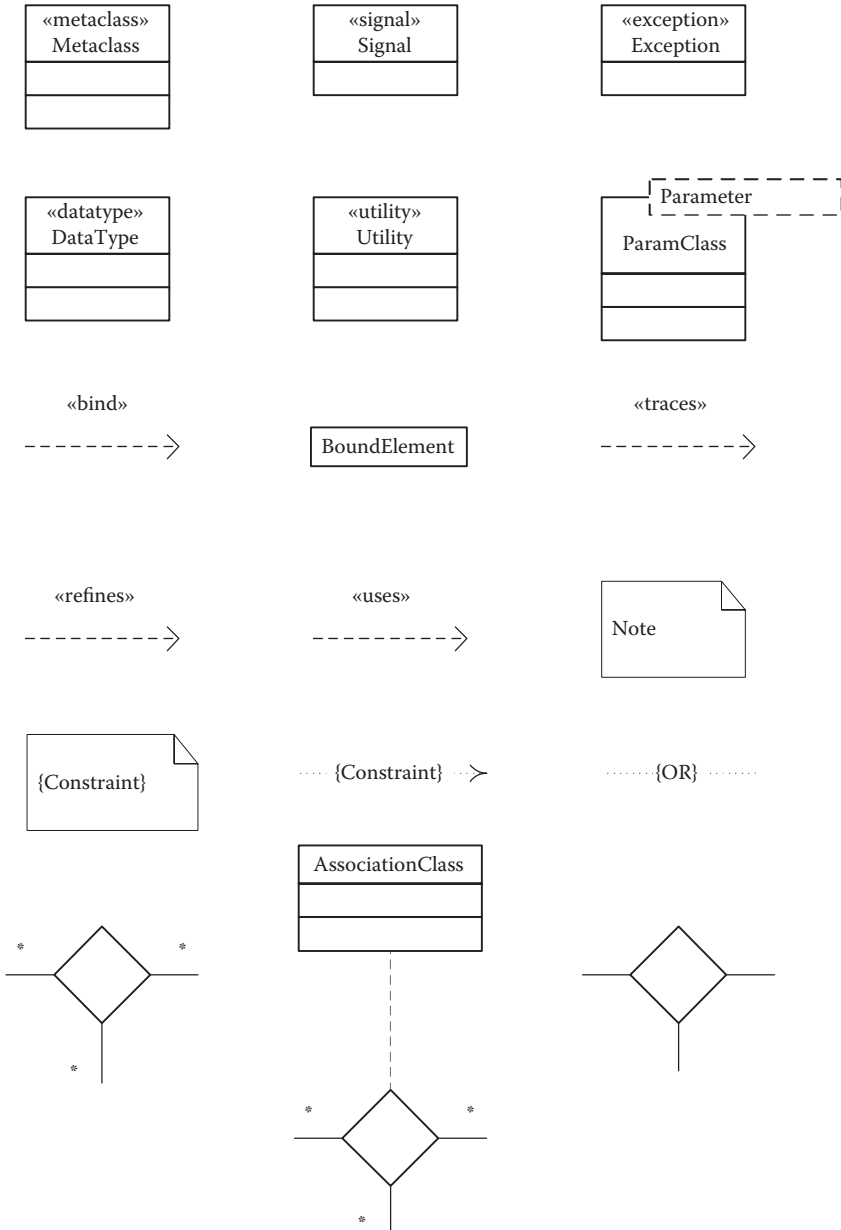 «metaclass»
Metaclass
«signal»
Signal
«exception»
Exception
«datatype»
DataType
«utility»
Utility
Parameter
ParamClass
«bind»
BoundElement
«traces»
«refines»
«uses»
Note
{Constraint}
{Constraint}
{OR}
AssociationClass
*
*
*
*
*
*